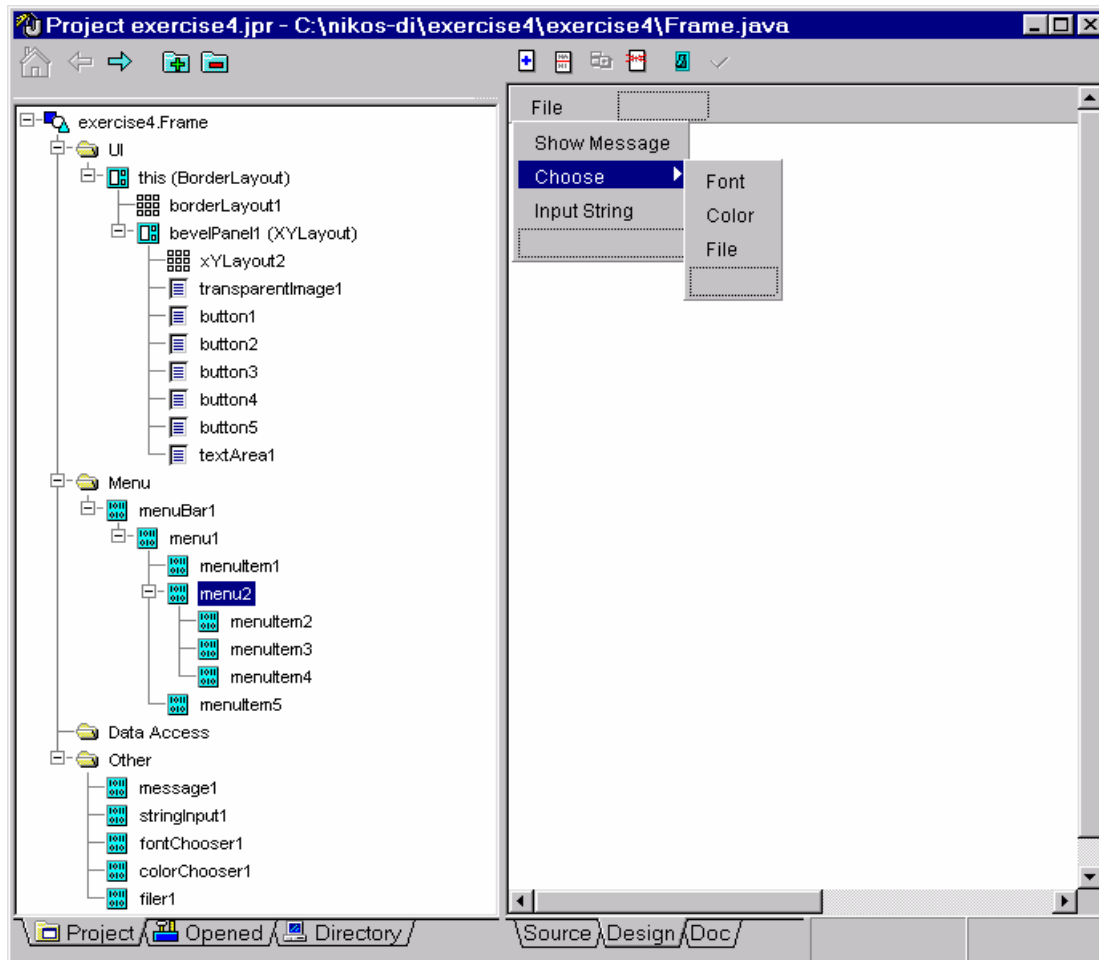 Project exercise4.jpr - C:\nikos-di\exercise4\exercise4\Frame.java
exercise4.Frame
UI
this (BorderLayout)
borderLayout1
bevelPanel1 (XYLayout)
xYLayout2
transparentImage1
button1
button2
button3
button4
button5
textArea1
Menu
menuBar1
menu1
menuItem1
menu2
menuItem2
menuItem3
menuItem4
menuItem5
Data Access
Other
message1
stringInput1
fontChooser1
colorChooser1
filer1
Project Opened Directory
File
Show Message
Choose
Input String
Font
Color
File
Source Design Doc